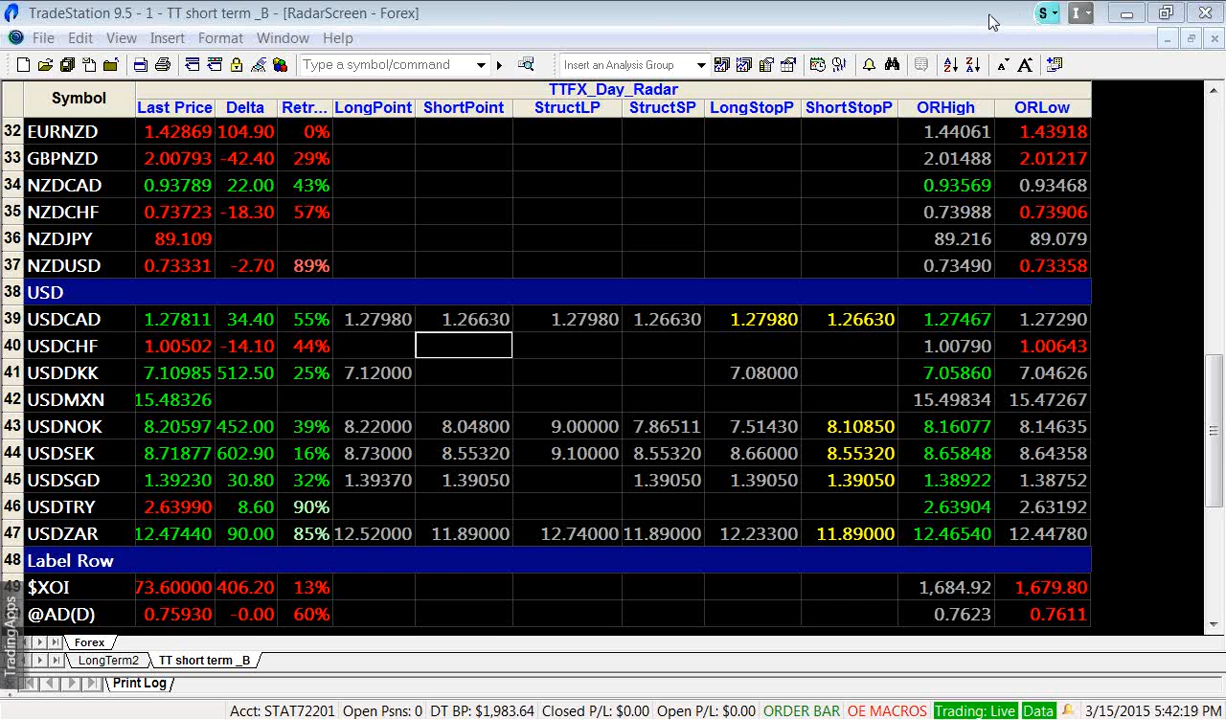 TradeStation 9.5 - 1 - TT short term _B - [RadarScreen - Forex]
S I
File Edit View Insert Format Window Help
Type a symbol/command Insert an Analysis Group
TTFX_Day_Radar
Symbol Last Price Delta Retr... LongPoint ShortPoint StructLP StructSP LongStopP ShortStopP ORHigh ORLow
32 EURNZD 1.42869 104.90 0% 1.44061 1.43918
33 GBPNZD 2.00793 -42.40 29% 2.01488 2.01217
34 NZDCAD 0.93789 22.00 43% 0.93569 0.93468
35 NZDCHF 0.73723 -18.30 57% 0.73988 0.73906
36 NZDJPY 89.109 89.216 89.079
37 NZDUSD 0.73331 -2.70 89% 0.73490 0.73358
38 USD
39 USDCAD 1.27811 34.40 55% 1.27980 1.26630 1.27980 1.26630 1.27980 1.26630 1.27467 1.27290
40 USDCHF 1.00502 -14.10 44% 1.00790 1.00643
41 USDDKK 7.10985 512.50 25% 7.12000 7.08000 7.05860 7.04626
42 USDMXN 15.48326 15.49834 15.47267
43 USDNOK 8.20597 452.00 39% 8.22000 8.04800 9.00000 7.86511 7.51430 8.10850 8.16077 8.14635
44 USDSEK 8.71877 602.90 16% 8.73000 8.55320 9.10000 8.55320 8.66000 8.55320 8.65848 8.64358
45 USDSGD 1.39230 30.80 32% 1.39370 1.39050 1.39050 1.39050 1.39050 1.38922 1.38752
46 USDTRY 2.63990 8.60 90% 2.63904 2.63192
47 USDZAR 12.47440 90.00 85% 12.52000 11.89000 12.74000 11.89000 12.23300 11.89000 12.46540 12.44780
48 Label Row
49 $XOI 73.60000 406.20 13% 1,684.92 1,679.80
@AD(D) 0.75930 -0.00 60% 0.7623 0.7611
TradingApps
Forex
LongTerm2 TT short term _B
Print Log
Acct: STAT72201 Open Psns: 0 DT BP: $1,983.64 Closed P/L: $0.00 Open P/L: $0.00 ORDER BAR OE MACROS Trading: Live Data 3/15/2015 5:42:19 PM